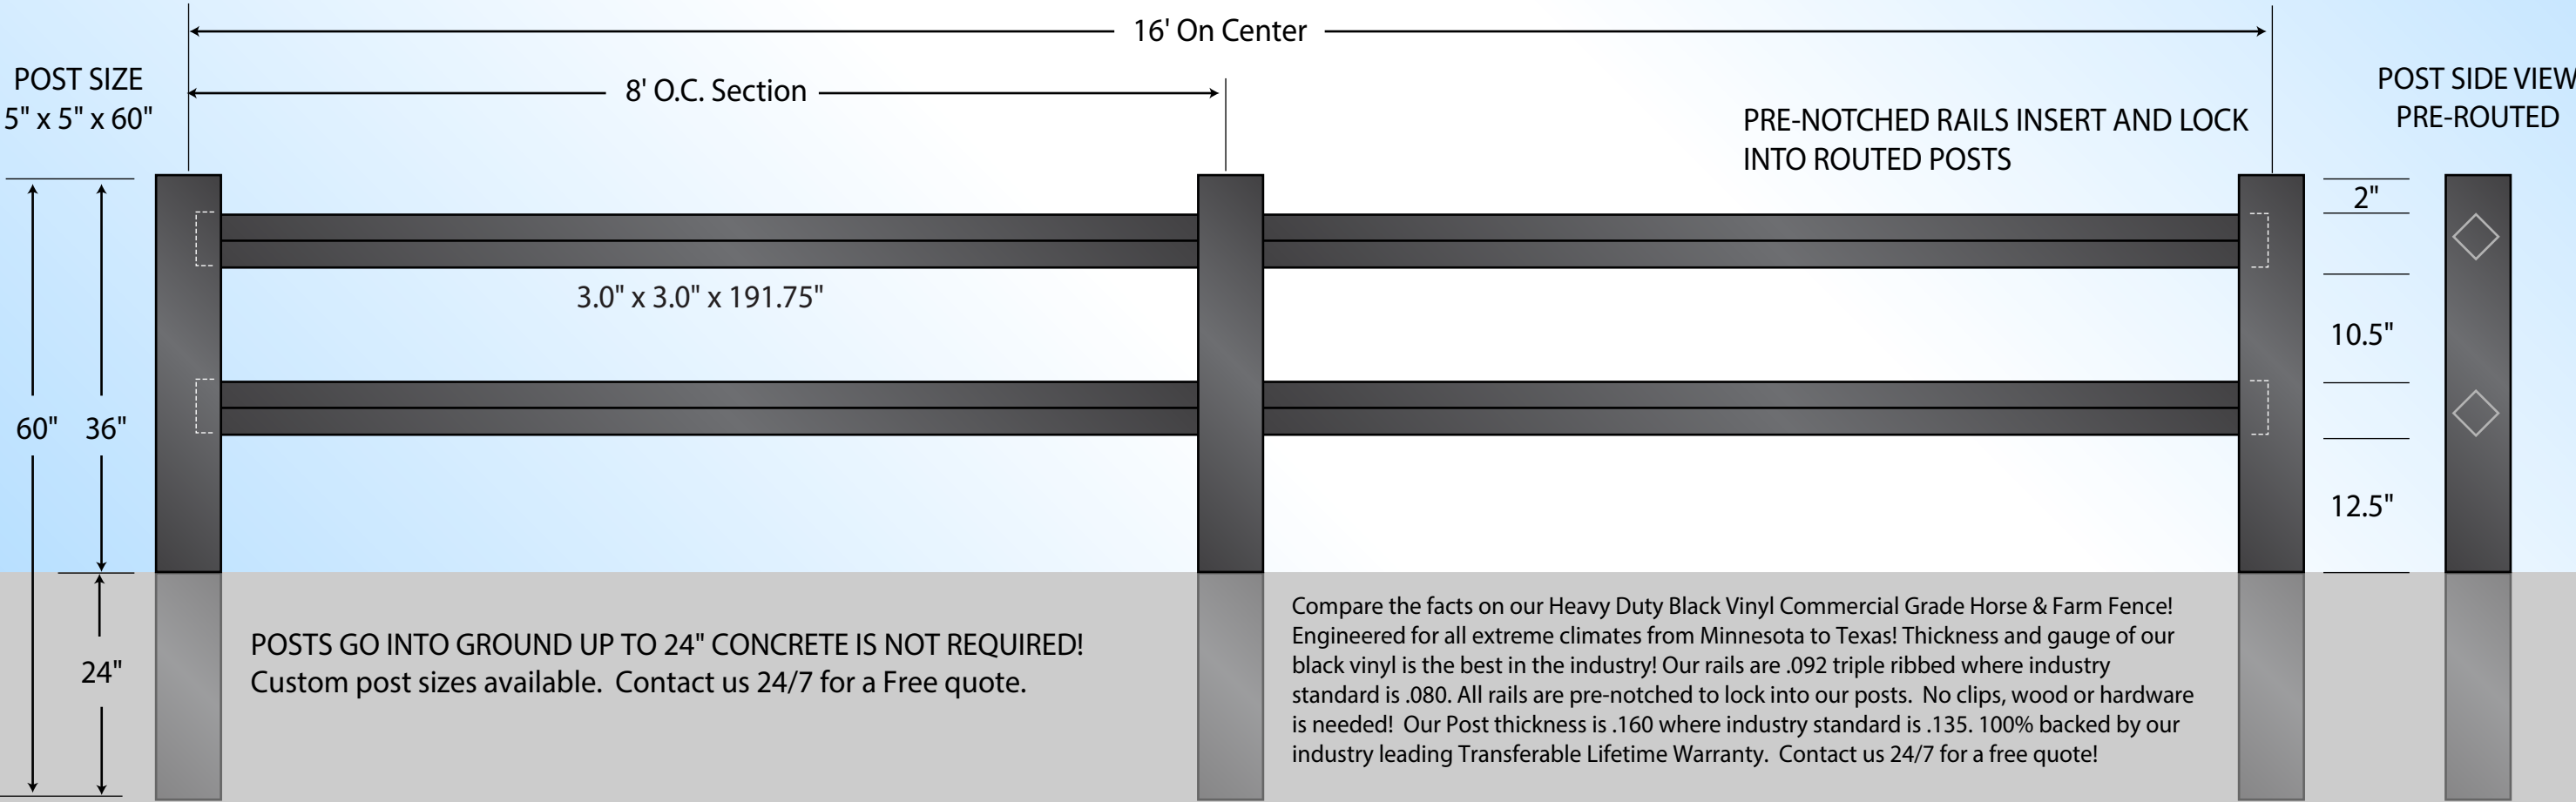 16' On Center
8' O.C. Section
POST SIZE
5" x 5" x 60"
PRE-NOTCHED RAILS INSERT AND LOCK
INTO ROUTED POSTS
POST SIDE VIEW
PRE-ROUTED
2"
3.0" x 3.0" x 191.75"
10.5"
60"
36"
12.5"
24"
POSTS GO INTO GROUND UP TO 24" CONCRETE IS NOT REQUIRED!
Custom post sizes available. Contact us 24/7 for a Free quote.
Compare the facts on our Heavy Duty Black Vinyl Commercial Grade Horse & Farm Fence!
Engineered for all extreme climates from Minnesota to Texas! Thickness and gauge of our
black vinyl is the best in the industry! Our rails are .092 triple ribbed where industry
standard is .080. All rails are pre-notched to lock into our posts. No clips, wood or hardware
is needed! Our Post thickness is .160 where industry standard is .135. 100% backed by our
industry leading Transferable Lifetime Warranty. Contact us 24/7 for a free quote!